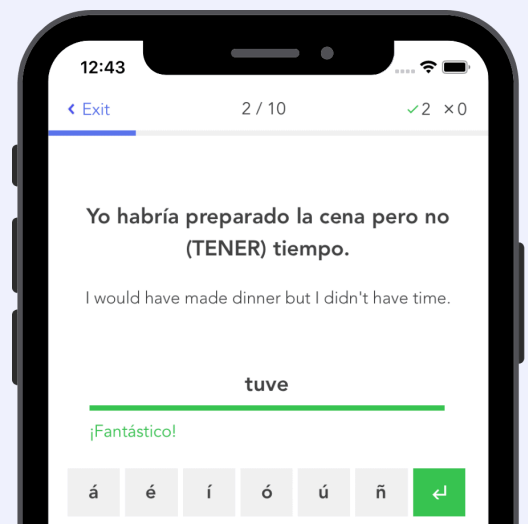 12:43
Exit
2 / 10
✓2 ×0
Yo habría preparado la cena pero no
(TENER) tiempo.
I would have made dinner but I didn't have time.
tuve
¡Fantástico!
á é í ó ú ñ